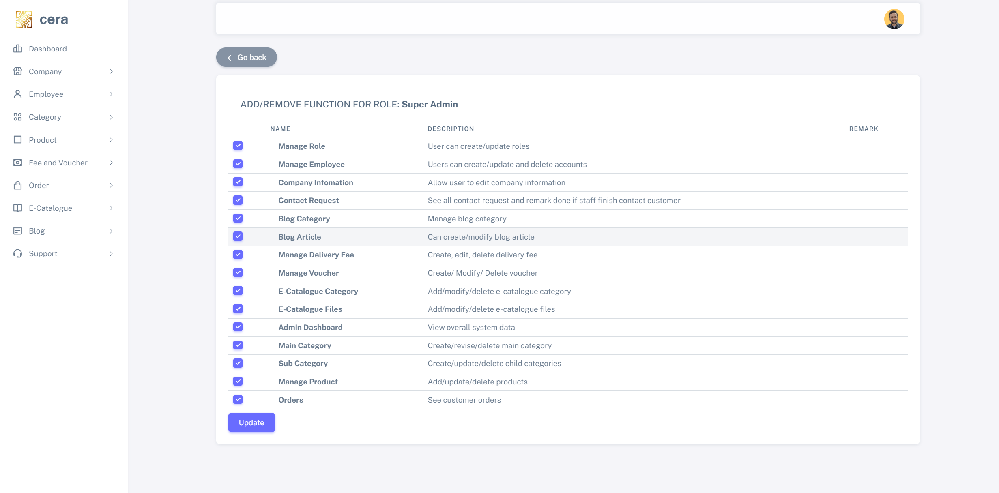 cera
Dashboard
Company
Employee
Category
Product
Fee and Voucher
Order
E-Catalogue
Blog
Support
Go back
ADD/REMOVE FUNCTION FOR ROLE: Super Admin
NAME DESCRIPTION REMARK
Manage Role User can create/update roles
Manage Employee Users can create/update and delete accounts
Company Infomation Allow user to edit company information
Contact Request See all contact request and remark done if staff finish contact customer
Blog Category Manage blog category
Blog Article Can create/modify blog article
Manage Delivery Fee Create, edit, delete delivery fee
Manage Voucher Create/ Modify/ Delete voucher
E-Catalogue Category Add/modify/delete e-catalogue category
E-Catalogue Files Add/modify/delete e-catalogue files
Admin Dashboard View overall system data
Main Category Create/revise/delete main category
Sub Category Create/update/delete child categories
Manage Product Add/update/delete products
Orders See customer orders
Update